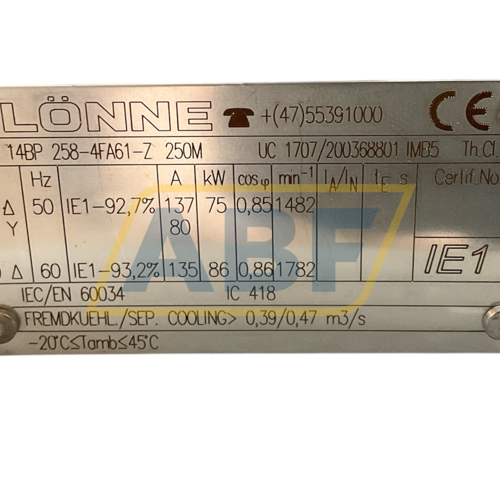 LÖNNE ☎ +(47)55391000 CE
14BP 258-4FA61-Z 250M UC 1707/200368801 IMB5 Th.Cl.
Hz A kW cosφ min⁻¹ IA/IN tE s Certif.No
Δ 50 IE1-92,7% 137 75 0,85 1482
Y 80
Δ 60 IE1-93,2% 135 86 0,86 1782 IE1
IEC/EN 60034 IC 418
FREMDKUEHL./SEP. COOLING> 0,39/0,47 m3/s
-20°C≤Tamb≤45°C
ABF